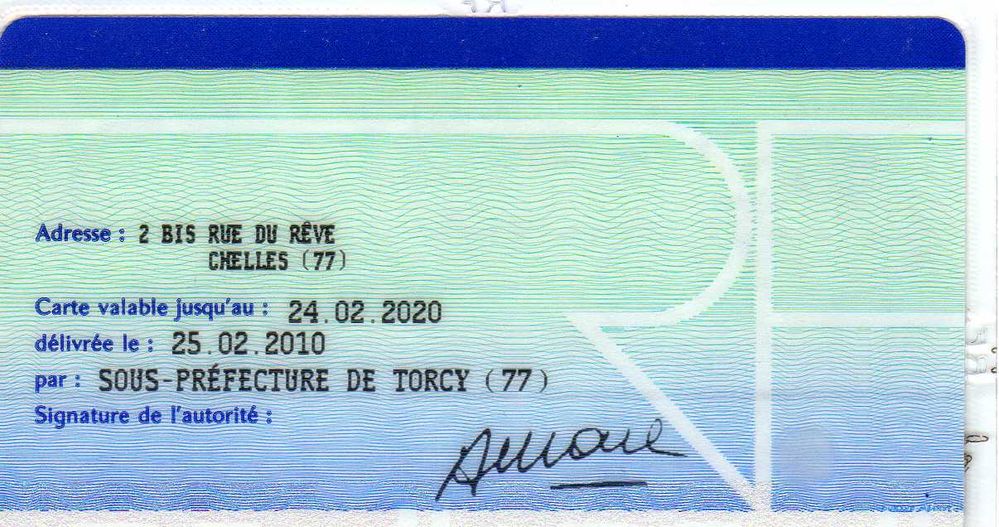 Adresse : 2 BIS RUE DU RÊVE
CHELLES (77)
Carte valable jusqu'au : 24.02.2020
délivrée le : 25.02.2010
par : SOUS-PRÉFECTURE DE TORCY (77)
Signature de l'autorité :